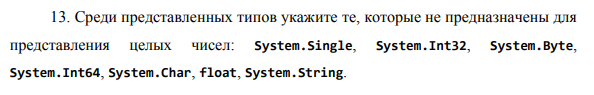 13. Среди представленных типов укажите те, которые не предназначены для
представления целых чисел: System.Single, System.Int32, System.Byte,
System.Int64, System.Char, float, System.String.